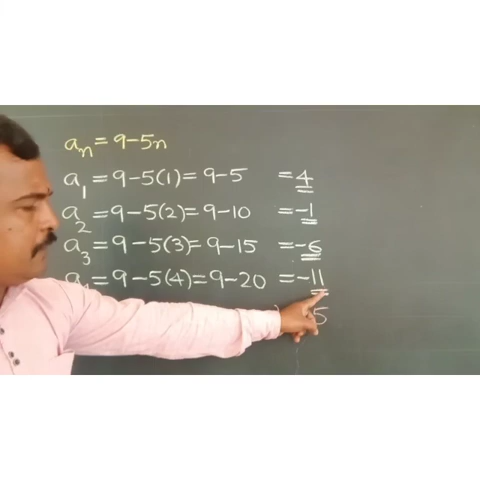 aₙ = 9-5n
a₁ = 9-5(1) = 9-5 = 4
a₂ = 9-5(2) = 9-10 = -1
a₃ = 9-5(3) = 9-15 = -6
= 9-5(4) = 9-20 = -11
5